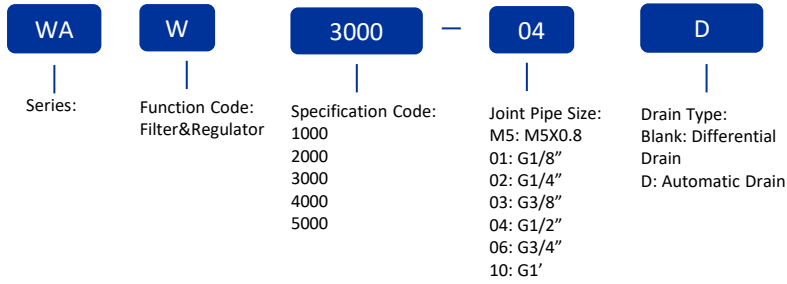 WA W 3000 — 04 D
Series:
Function Code:
Filter&Regulator
Specification Code:
1000
2000
3000
4000
5000
Joint Pipe Size:
M5: M5X0.8
01: G1/8”
02: G1/4”
03: G3/8”
04: G1/2”
06: G3/4”
10: G1’
Drain Type:
Blank: Differential
Drain
D: Automatic Drain